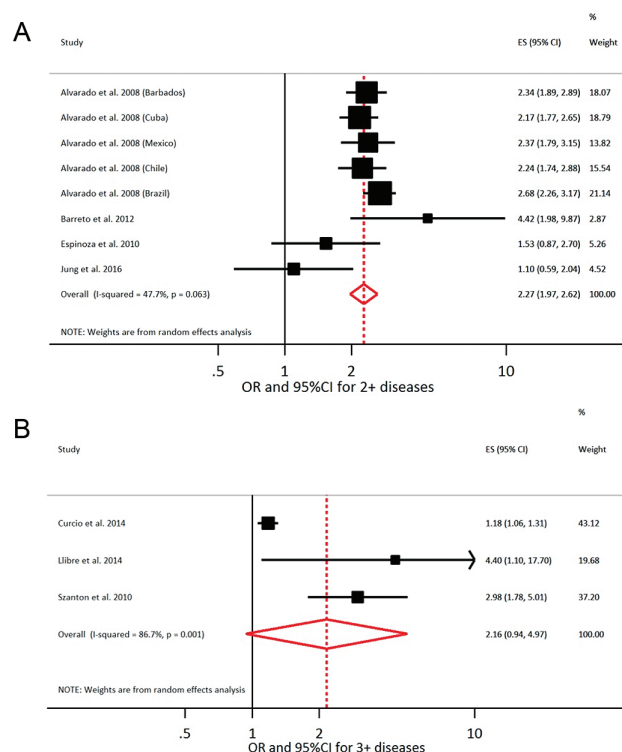 A
%
Study ES (95% CI) Weight
Alvarado et al. 2008 (Barbados) 2.34 (1.89, 2.89) 18.07
Alvarado et al. 2008 (Cuba) 2.17 (1.77, 2.65) 18.79
Alvarado et al. 2008 (Mexico) 2.37 (1.79, 3.15) 13.82
Alvarado et al. 2008 (Chile) 2.24 (1.74, 2.88) 15.54
Alvarado et al. 2008 (Brazil) 2.68 (2.26, 3.17) 21.14
Barreto et al. 2012 4.42 (1.98, 9.87) 2.87
Espinoza et al. 2010 1.53 (0.87, 2.70) 5.26
Jung et al. 2016 1.10 (0.59, 2.04) 4.52
Overall (I-squared = 47.7%, p = 0.063) 2.27 (1.97, 2.62) 100.00
NOTE: Weights are from random effects analysis
.5 1 2 10
OR and 95%CI for 2+ diseases
B
%
Study ES (95% CI) Weight
Curcio et al. 2014 1.18 (1.06, 1.31) 43.12
Llibre et al. 2014 4.40 (1.10, 17.70) 19.68
Szanton et al. 2010 2.98 (1.78, 5.01) 37.20
Overall (I-squared = 86.7%, p = 0.001) 2.16 (0.94, 4.97) 100.00
NOTE: Weights are from random effects analysis
.5 1 2 10
OR and 95%CI for 3+ diseases